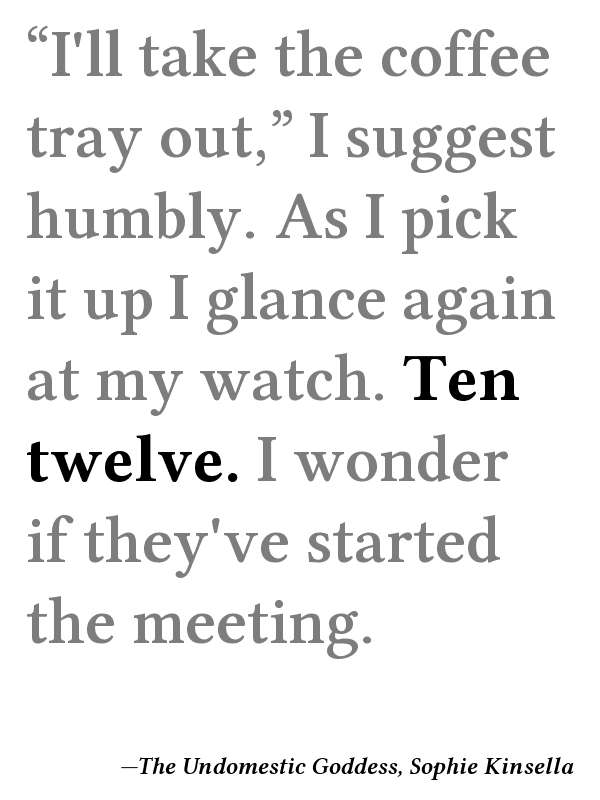 “I'll take the coffee
tray out,” I suggest
humbly. As I pick
it up I glance again
at my watch. Ten
twelve. I wonder
if they've started
the meeting.
—The Undomestic Goddess, Sophie Kinsella